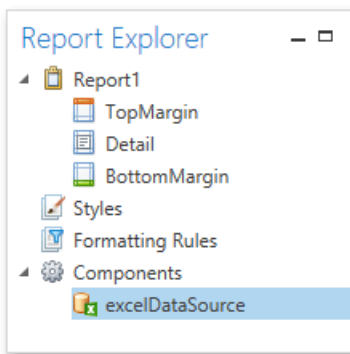 Report Explorer
Report1
TopMargin
Detail
BottomMargin
Styles
Formatting Rules
Components
excelDataSource